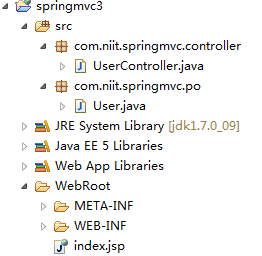 springmvc3
src
com.niit.springmvc.controller
UserController.java
com.niit.springmvc.po
User.java
JRE System Library [jdk1.7.0_09]
Java EE 5 Libraries
Web App Libraries
WebRoot
META-INF
WEB-INF
index.jsp